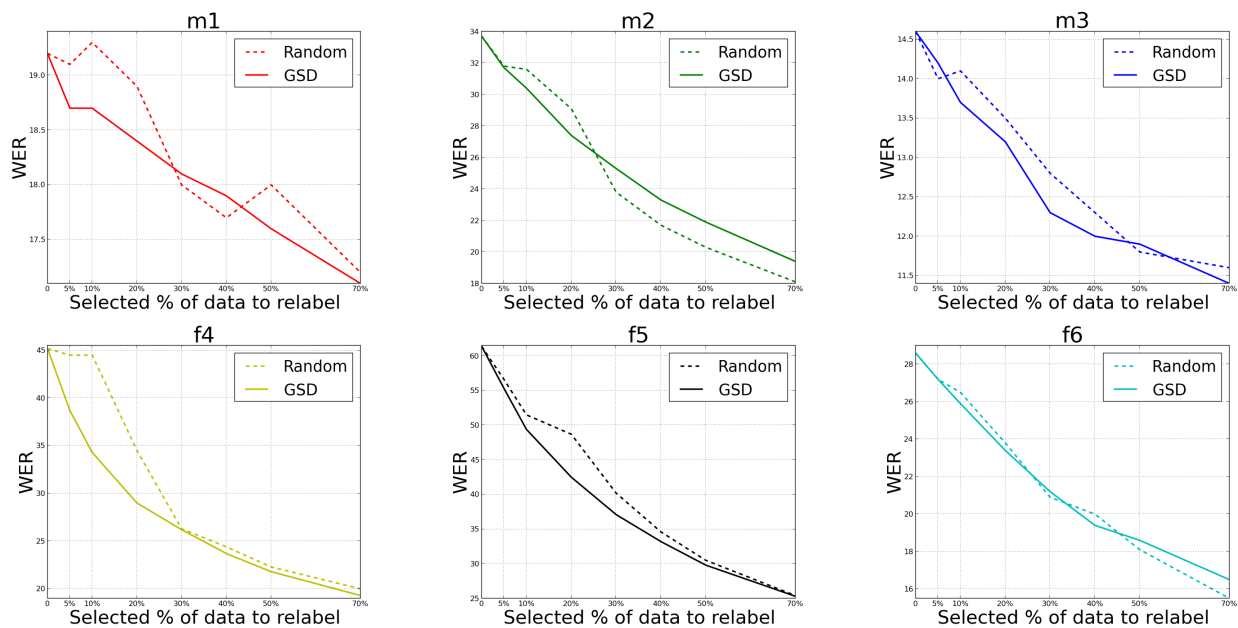 m1
WER
19.0
18.5
18.0
17.5
Random
GSD
0 5% 10% 20% 30% 40% 50% 70%
Selected % of data to relabel
m2
WER
34
32
30
28
26
24
22
20
18
Random
GSD
0 5% 10% 20% 30% 40% 50% 70%
Selected % of data to relabel
m3
WER
14.5
14.0
13.5
13.0
12.5
12.0
11.5
Random
GSD
0 5% 10% 20% 30% 40% 50% 70%
Selected % of data to relabel
f4
WER
45
40
35
30
25
20
Random
GSD
0 5% 10% 20% 30% 40% 50% 70%
Selected % of data to relabel
f5
WER
60
55
50
45
40
35
30
25
Random
GSD
0 5% 10% 20% 30% 40% 50% 70%
Selected % of data to relabel
f6
WER
28
26
24
22
20
18
16
Random
GSD
0 5% 10% 20% 30% 40% 50% 70%
Selected % of data to relabel